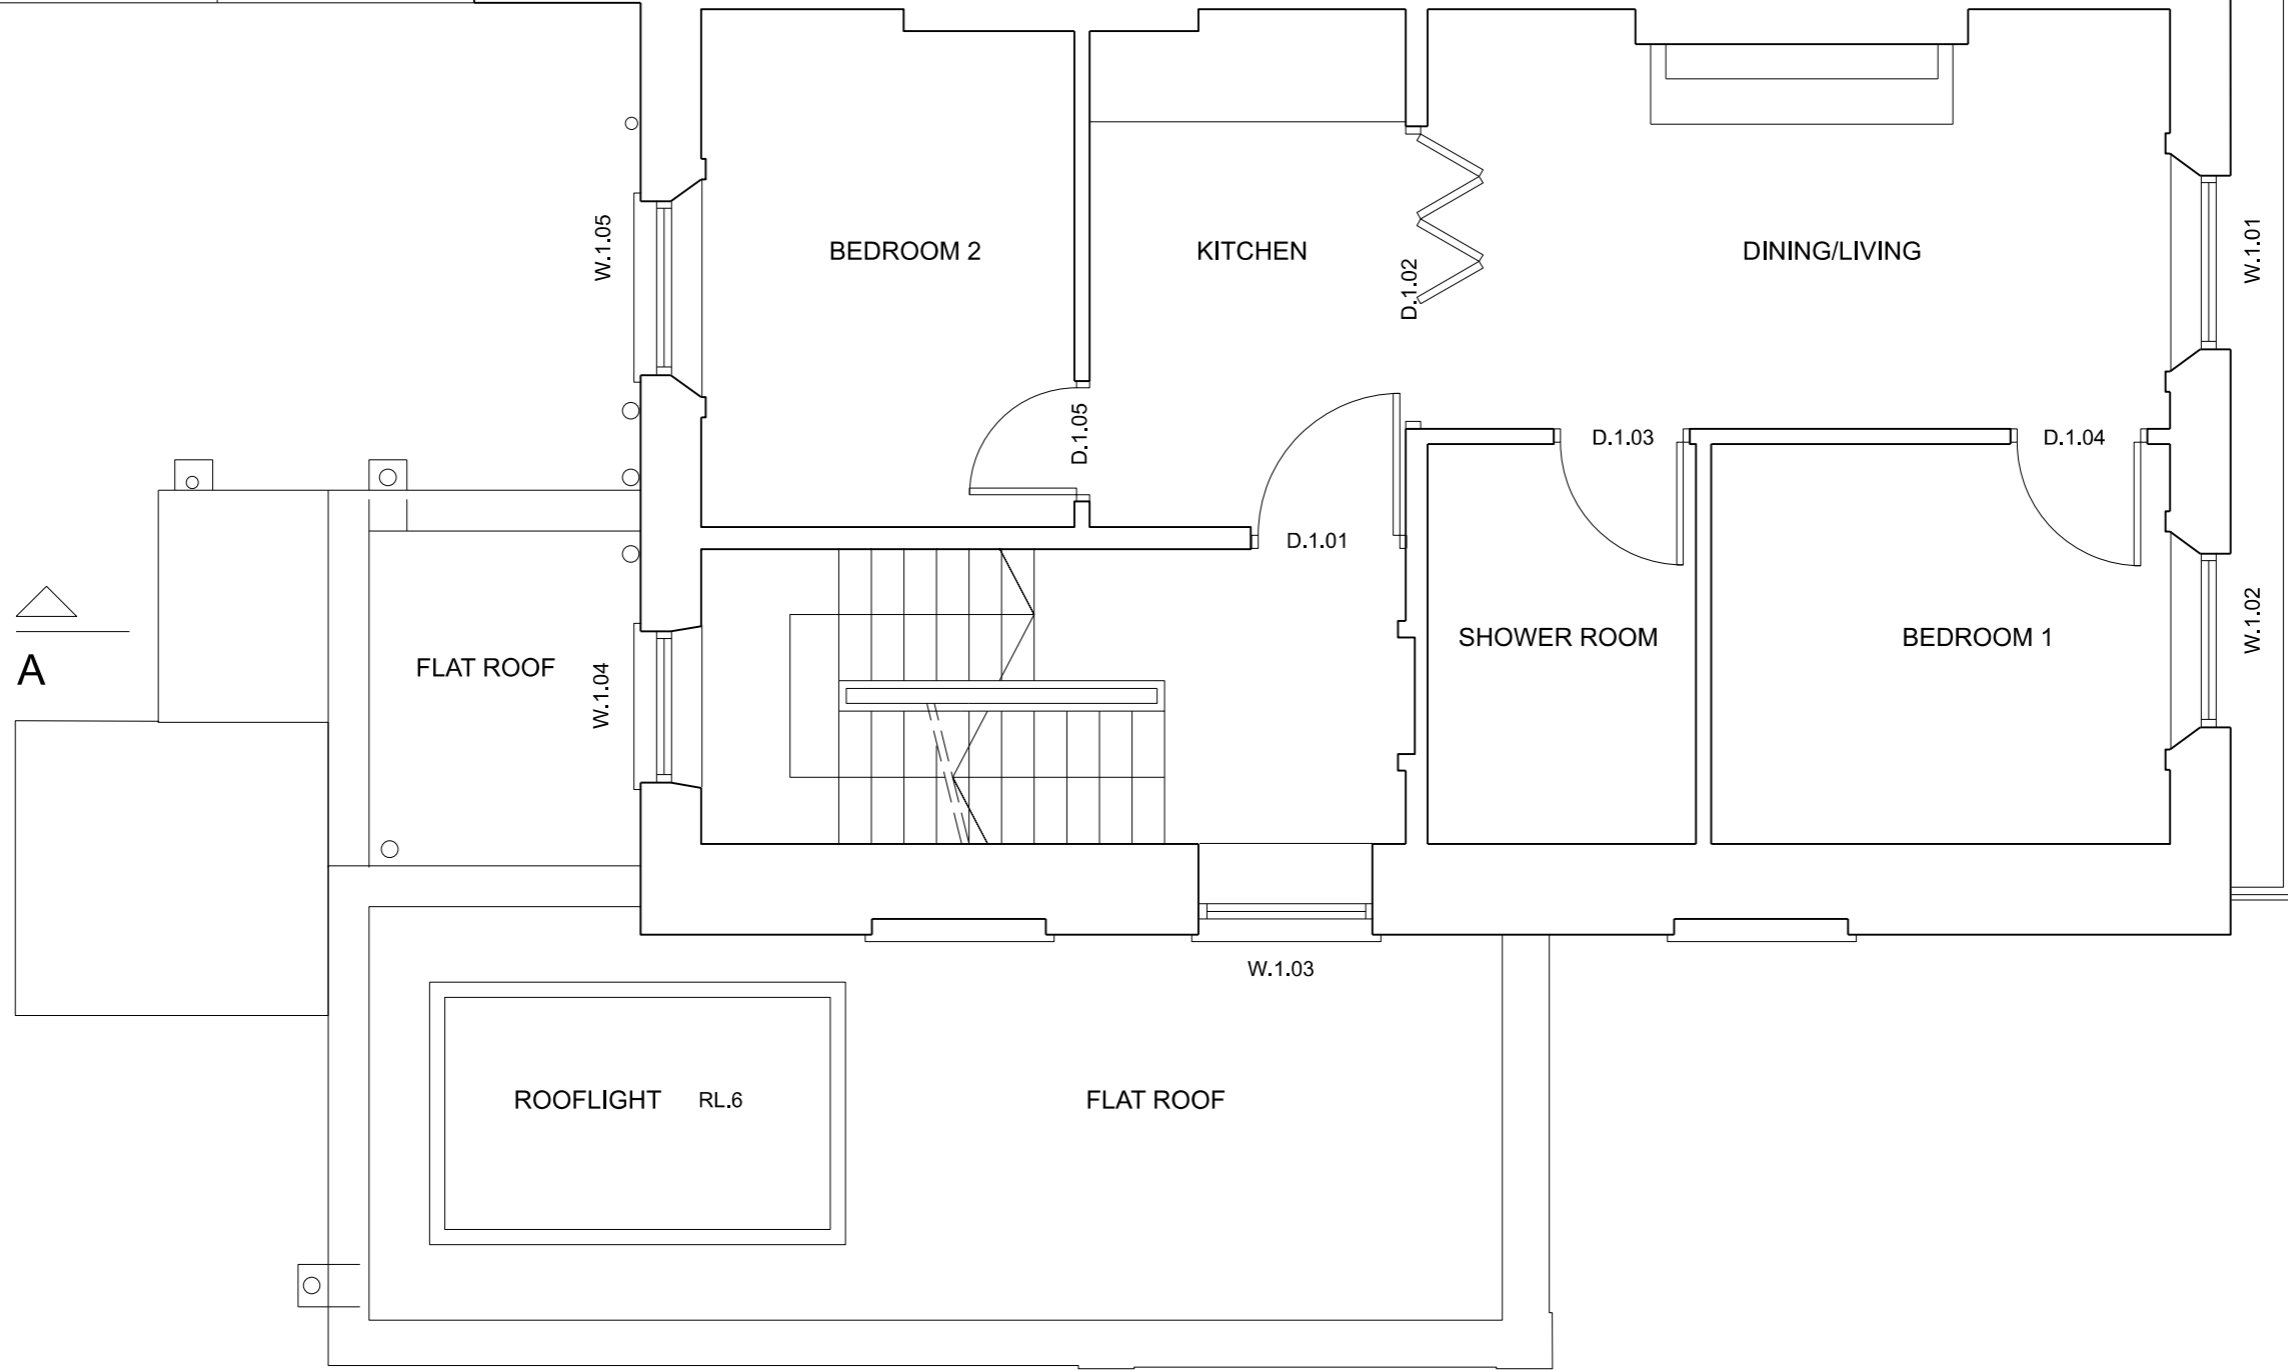 W.1.05
BEDROOM 2
KITCHEN
D.1.02
DINING/LIVING
W.1.01
D.1.05
D.1.03
D.1.04
D.1.01
A
FLAT ROOF
W.1.04
SHOWER ROOM
BEDROOM 1
W.1.02
W.1.03
ROOFLIGHT RL.6
FLAT ROOF